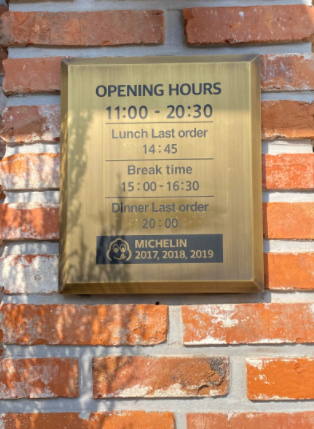 OPENING HOURS
11:00 - 20:30
Lunch Last order
14:45
Break time
15:00-16:30
Dinner Last order
20:00
MICHELIN
2017, 2018, 2019